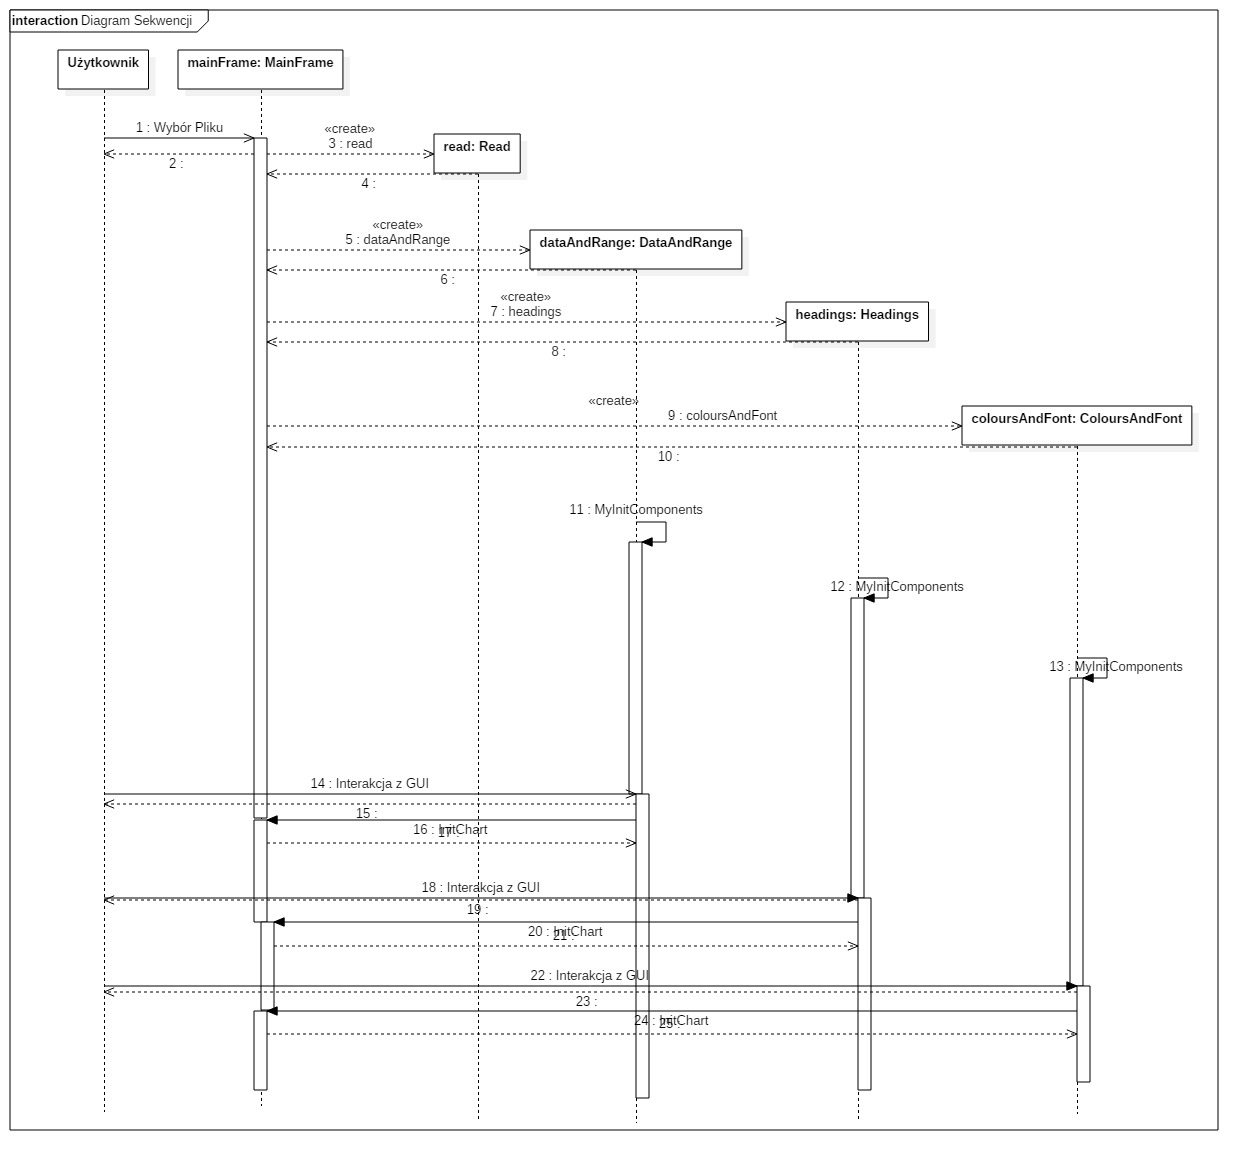 interaction Diagram Sekwencji
Użytkownik
mainFrame: MainFrame
1 : Wybór Pliku
«create»
3 : read
read: Read
2 :
4 :
«create»
5 : dataAndRange
dataAndRange: DataAndRange
6 :
«create»
7 : headings
headings: Headings
8 :
«create»
9 : coloursAndFont
coloursAndFont: ColoursAndFont
10 :
11 : MyInitComponents
12 : MyInitComponents
13 : MyInitComponents
14 : Interakcja z GUI
15 :
16 : InitChart
17 :
18 : Interakcja z GUI
19 :
20 : InitChart
21 :
22 : Interakcja z GUI
23 :
24 : InitChart
25 :